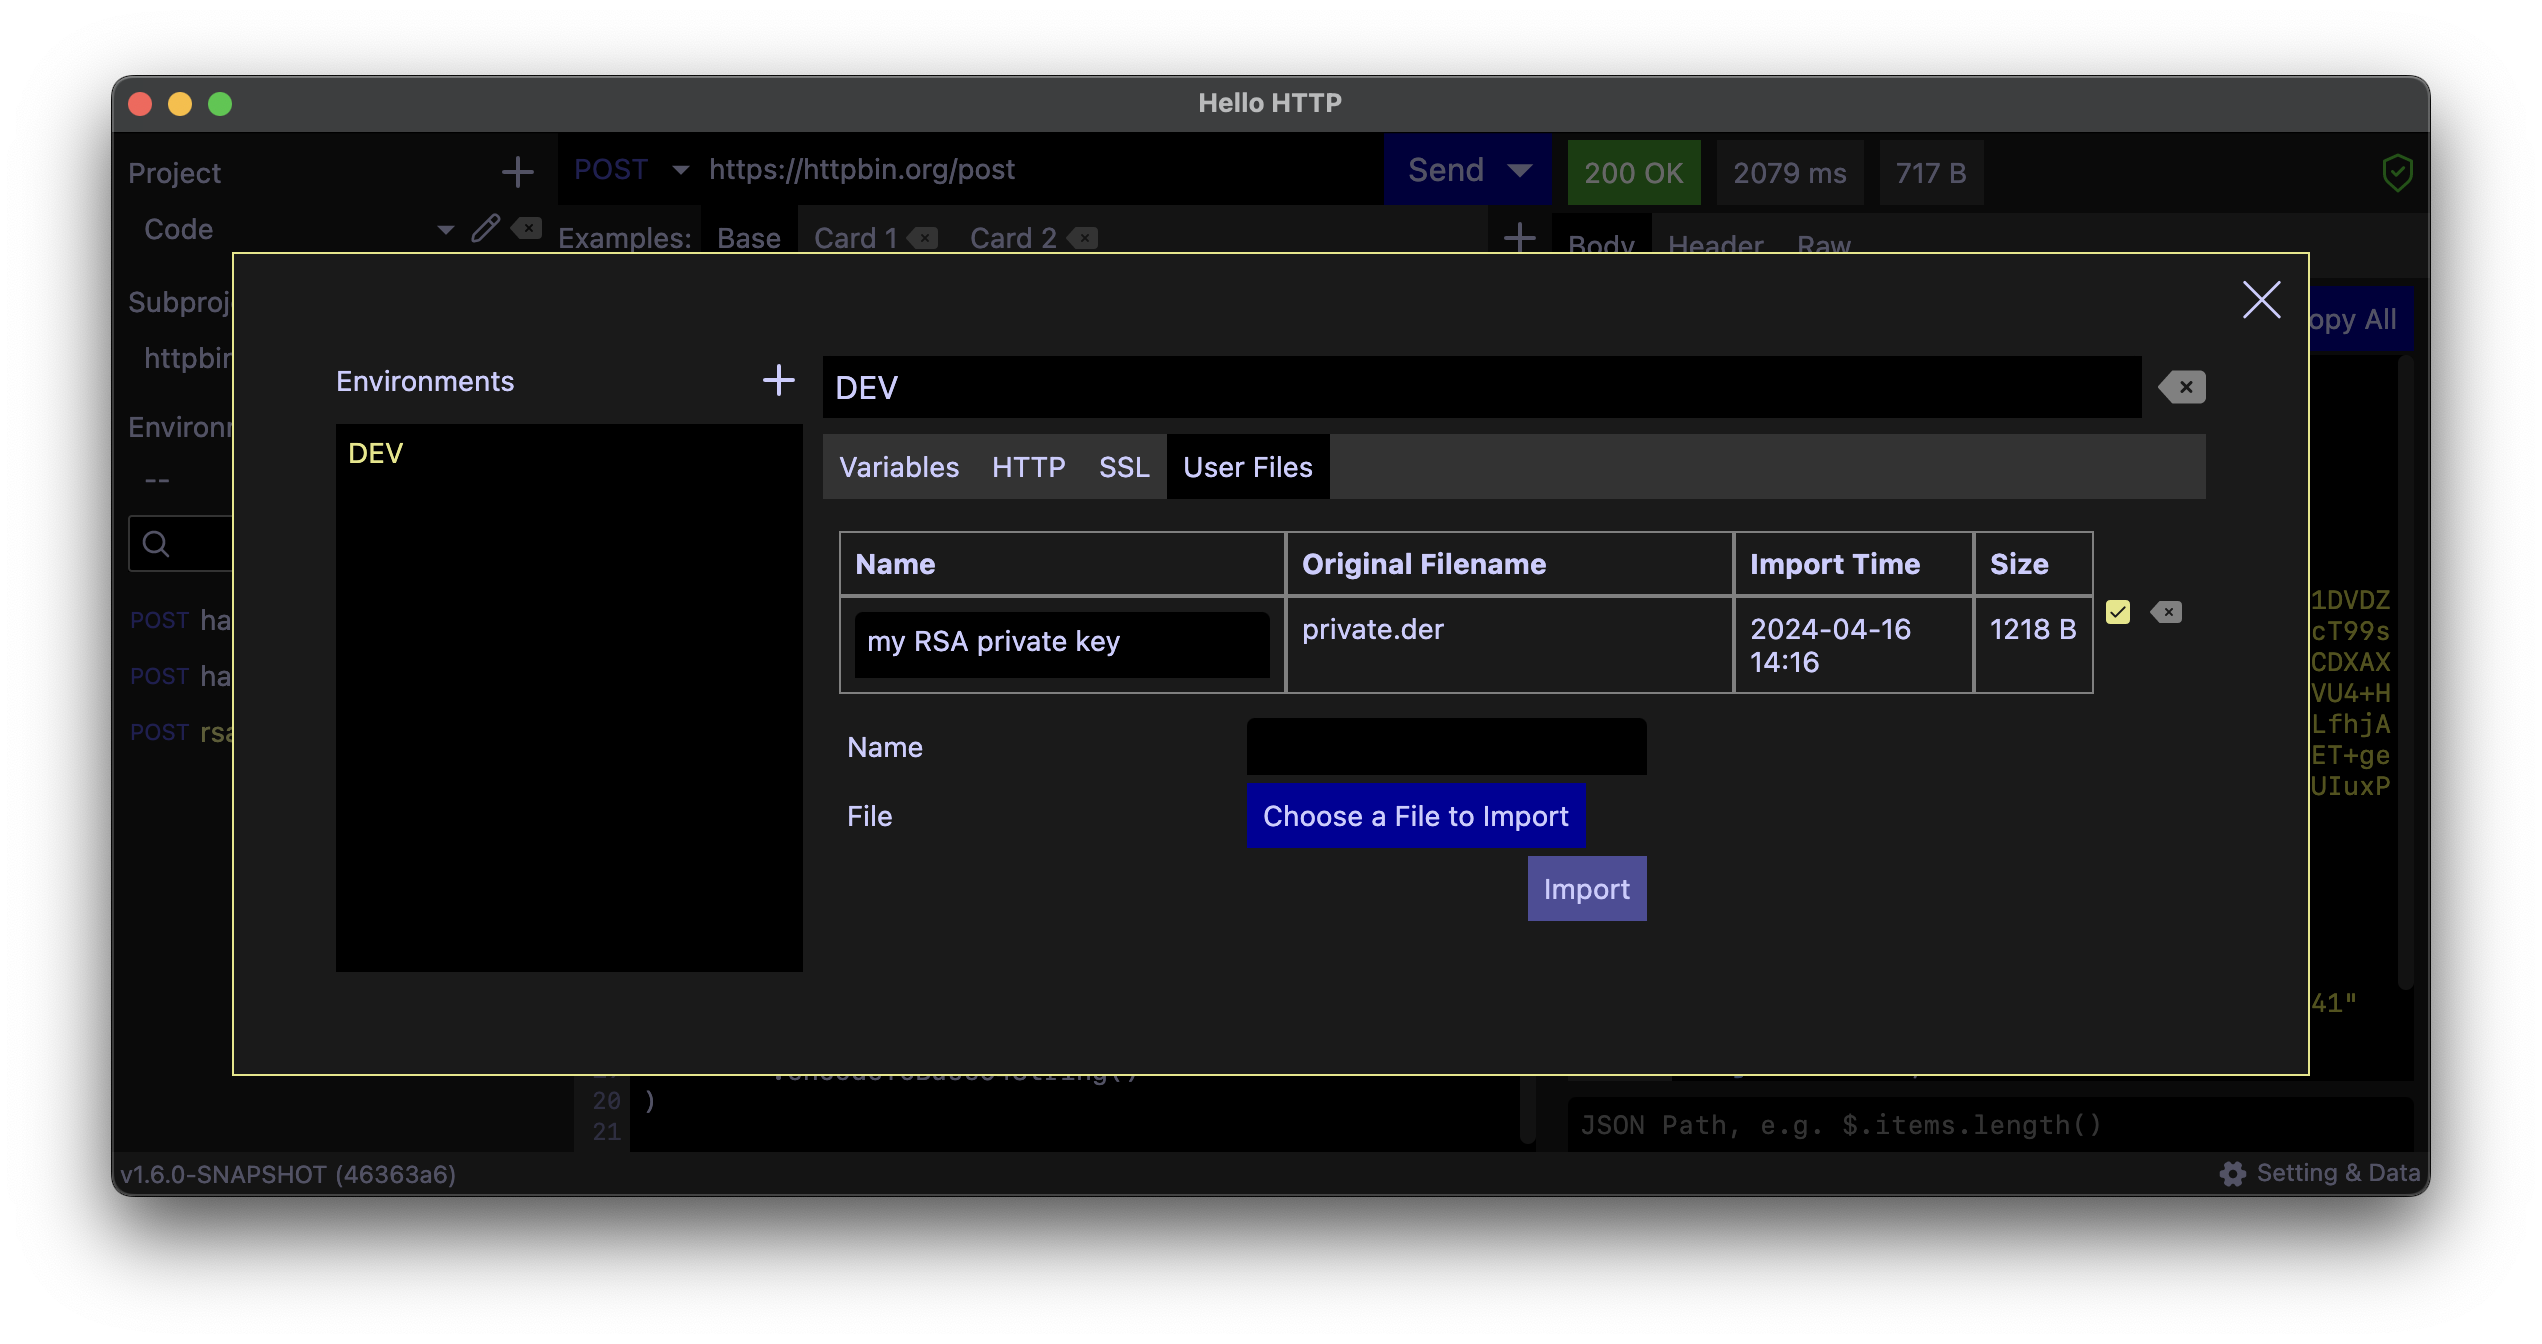 Hello HTTP
Project
POST
https://httpbin.org/post
Send
200 OK
2079 ms
717 B
Code
Examples:
Base
Card 1
Card 2
Body
Header
Raw
Copy All
Environments
DEV
DEV
Variables
HTTP
SSL
User Files
--
Name
Original Filename
Import Time
Size
my RSA private key
private.der
2024-04-16
14:16
1218 B
POST ha
POST ha
POST rsa
Name
File
Choose a File to Import
Import
1DVDZ
cT99s
CDXAX
VU4+H
LfhjA
ET+ge
UIuxP
41"
20 )
21
JSON Path, e.g. $.items.length()
v1.6.0-SNAPSHOT (46363a6)
Setting & Data